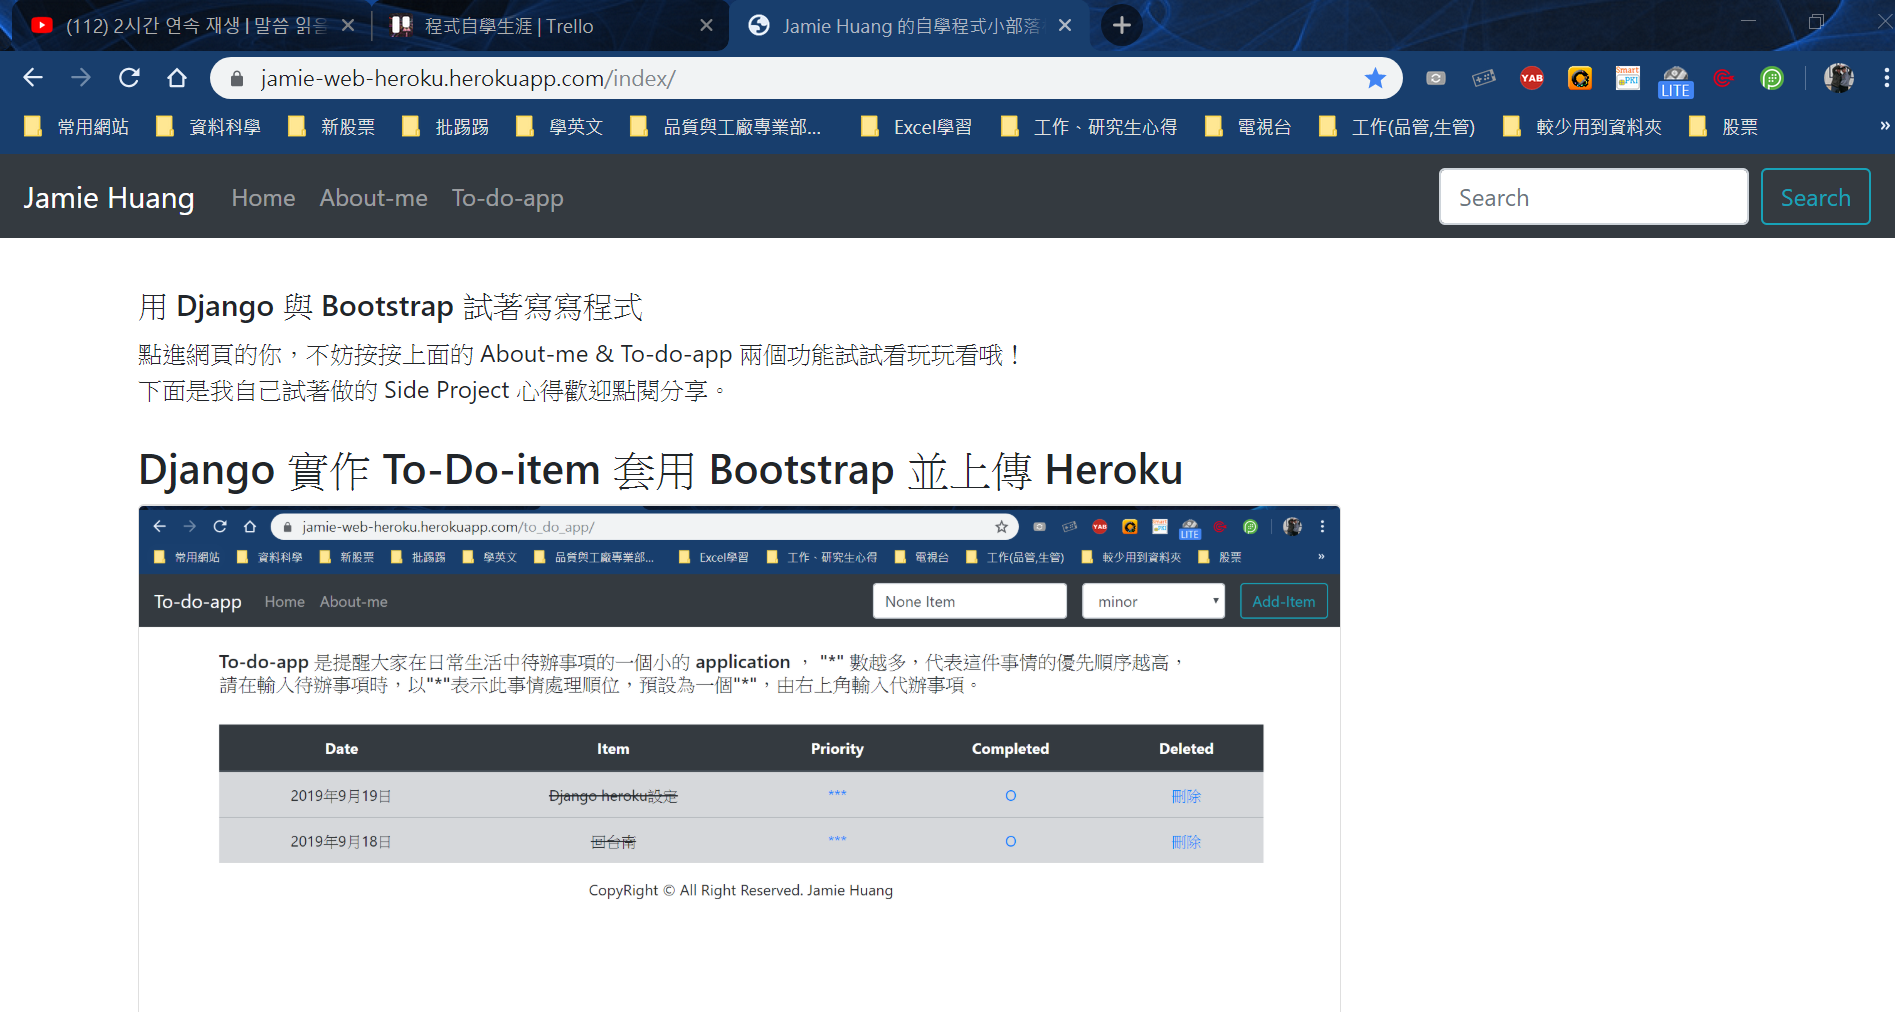 (112) 2시간 연속 재생 | 말씀 읽을
程式自學生涯 | Trello
Jamie Huang 的自學程式小部落
jamie-web-heroku.herokuapp.com/index/
YAB
Smart
PKI
LITE
常用網站 資料科學 新股票 批踢踢 學英文 品質與工廠專業部... Excel學習 工作、研究生心得 電視台 工作(品管,生管) 較少用到資料夾 股票 »
Jamie Huang Home About-me To-do-app Search Search
用 Django 與 Bootstrap 試著寫寫程式
點進網頁的你，不妨按按上面的 About-me & To-do-app 兩個功能試試看玩玩看哦！
下面是我自己試著做的 Side Project 心得歡迎點閱分享。
Django 實作 To-Do-item 套用 Bootstrap 並上傳 Heroku
jamie-web-heroku.herokuapp.com/to_do_app/
YAB
LITE
常用網站 資料科學 新股票 批踢踢 學英文 品質與工廠專業部... Excel學習 工作、研究生心得 電視台 工作(品管,生管) 較少用到資料夾 股票 »
To-do-app Home About-me None Item minor Add-Item
To-do-app 是提醒大家在日常生活中待辦事項的一個小的 application ， "*" 數越多，代表這件事情的優先順序越高，
請在輸入待辦事項時，以"*"表示此事情處理順位，預設為一個"*"，由右上角輸入代辦事項。
Date Item Priority Completed Deleted
2019年9月19日 Django heroku設定 *** O 刪除
2019年9月18日 回台南 *** O 刪除
CopyRight © All Right Reserved. Jamie Huang